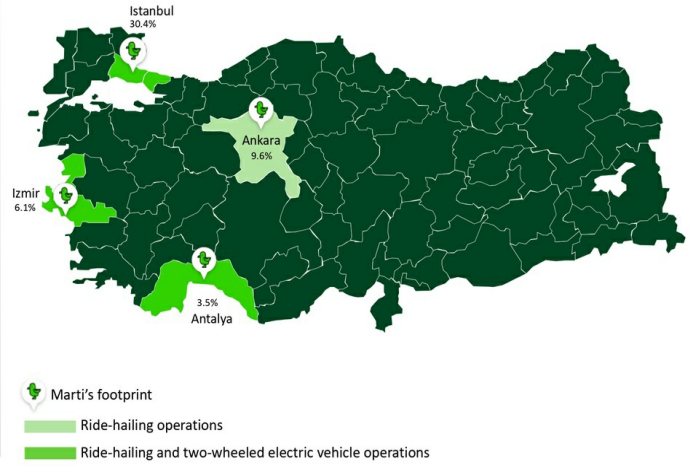 Istanbul
30.4%
Ankara
9.6%
Izmir
6.1%
3.5%
Antalya
Marti's footprint
Ride-hailing operations
Ride-hailing and two-wheeled electric vehicle operations